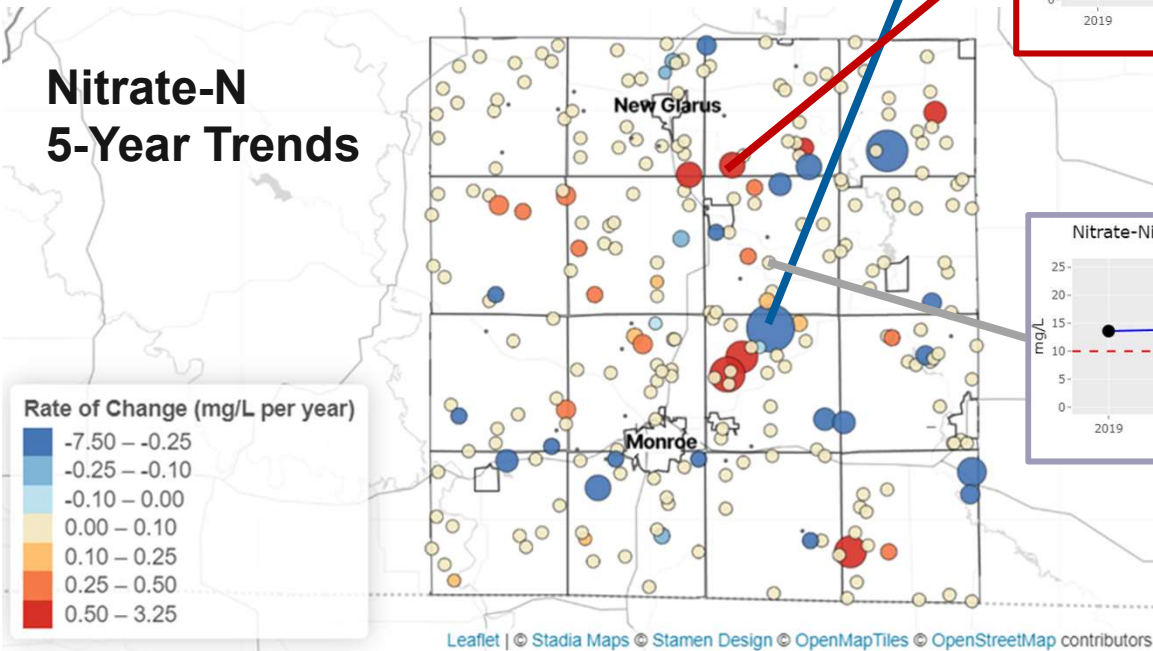 Nitrate-N
5-Year Trends
2019
New Glarus
Nitrate-Ni
25
20
15
10
5
0
mg/L
2019
Monroe
Rate of Change (mg/L per year)
-7.50 – -0.25
-0.25 – -0.10
-0.10 – 0.00
0.00 – 0.10
0.10 – 0.25
0.25 – 0.50
0.50 – 3.25
Leaflet | © Stadia Maps © Stamen Design © OpenMapTiles © OpenStreetMap contributors